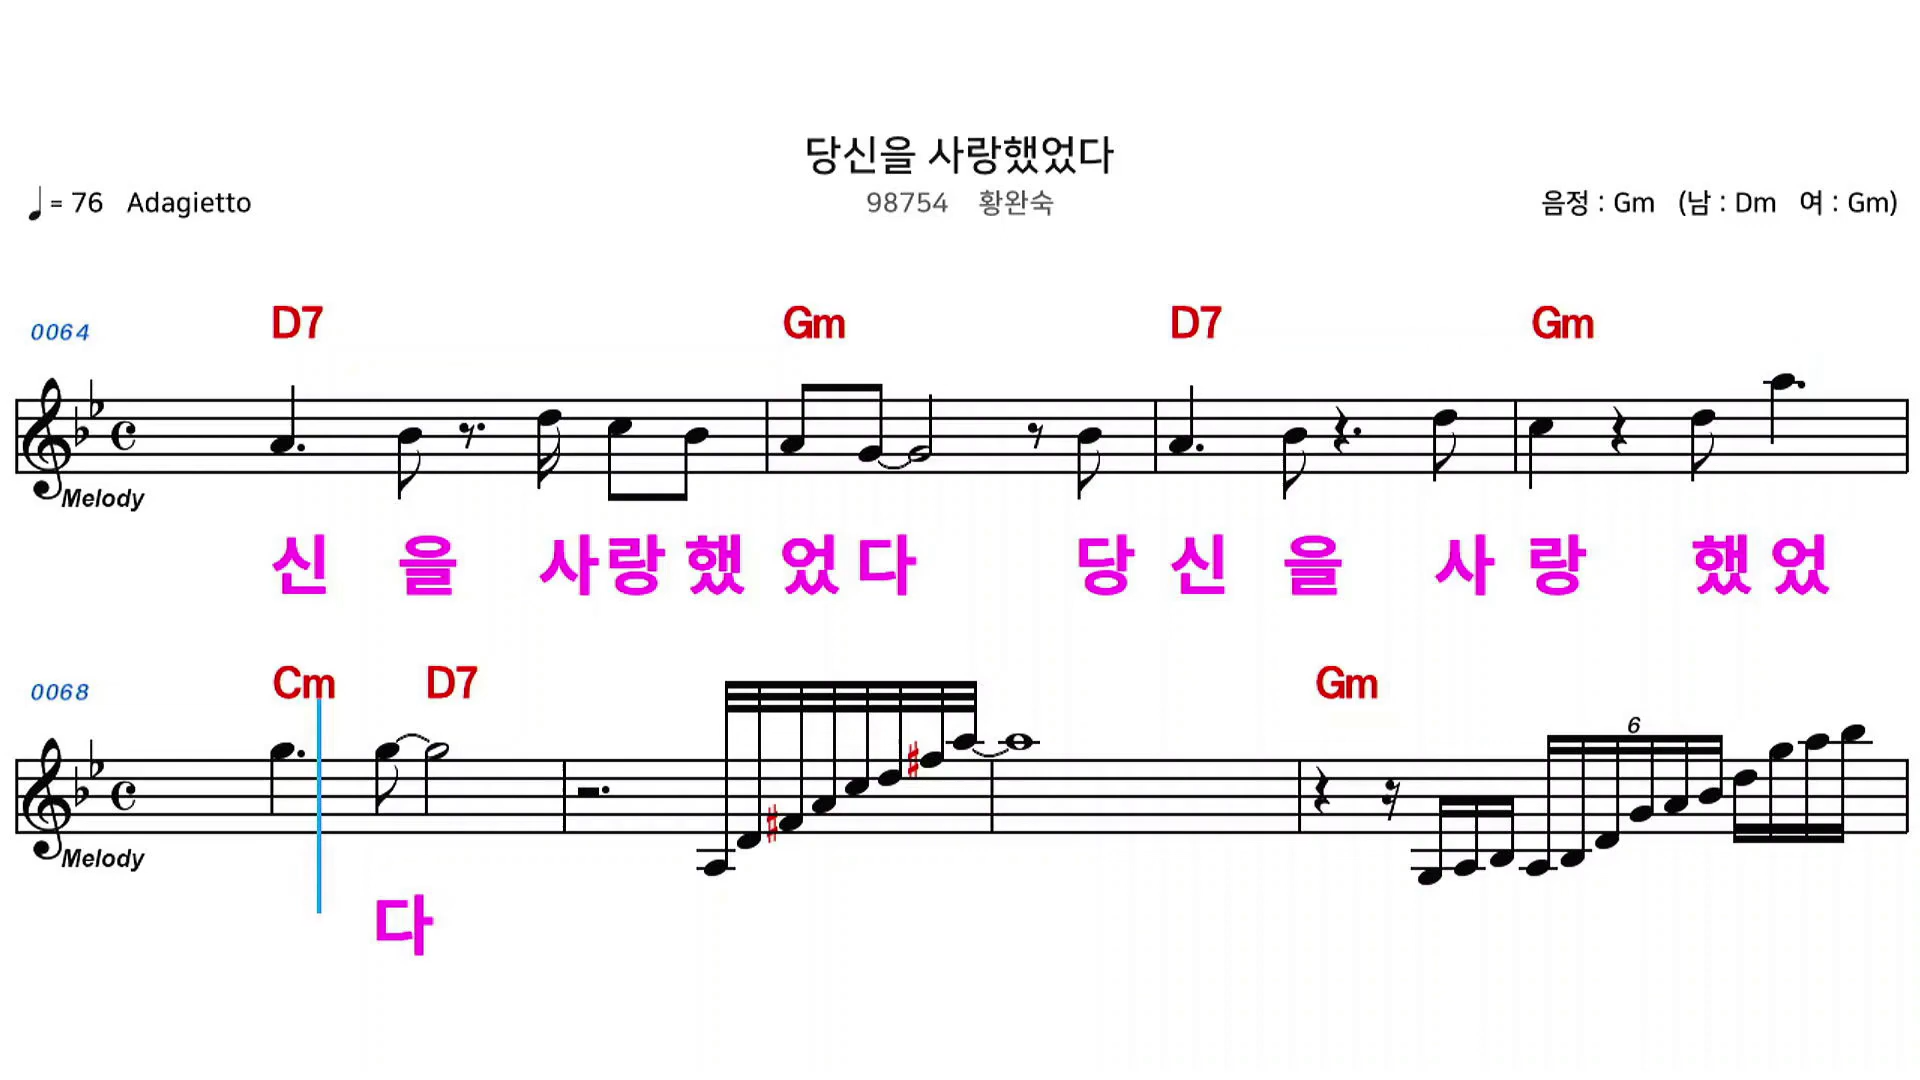 당신을 사랑했었다
♩= 76 Adagietto
98754 황완숙
음정 : Gm (남 : Dm 여 : Gm)
0064 D7 Gm D7 Gm
Melody
신 을 사랑 했 었 다 당 신 을 사 랑 했 었
0068 Cm D7 Gm
6
Melody
다